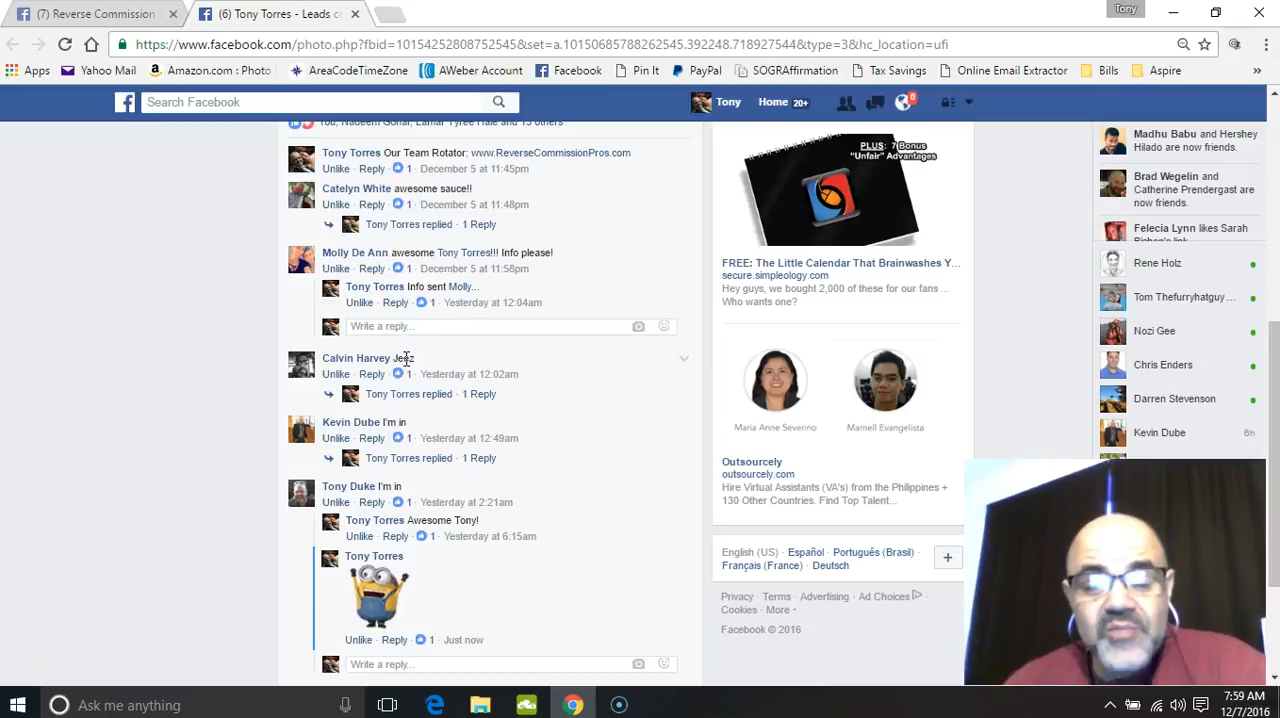 (7) Reverse Commission
(6) Tony Torres - Leads c
Tony
https://www.facebook.com/photo.php?fbid=10154252808752545&set=a.10150685788262545.392248.718927544&type=3&hc_location=ufi
Apps
Yahoo Mail
Amazon.com : Photo
AreaCodeTimeZone
AWeber Account
Facebook
Pin It
PayPal
SOGRAffirmation
Tax Savings
Online Email Extractor
Bills
Aspire
»
Search Facebook
Tony
Home 20+
6
You, Nadeem Gohar, Lamar Tyree Hale and 15 others
Tony Torres Our Team Rotator: www.ReverseCommissionPros.com
Unlike · Reply · 1 · December 5 at 11:45pm
Catelyn White awesome sauce!!
Unlike · Reply · 1 · December 5 at 11:48pm
Tony Torres replied · 1 Reply
Molly De Ann awesome Tony Torres!!! Info please!
Unlike · Reply · 1 · December 5 at 11:58pm
Tony Torres Info sent Molly...
Unlike · Reply · 1 · Yesterday at 12:04am
Write a reply...
Calvin Harvey Jeez
Unlike · Reply · 1 · Yesterday at 12:02am
Tony Torres replied · 1 Reply
Kevin Dube I'm in
Unlike · Reply · 1 · Yesterday at 12:49am
Tony Torres replied · 1 Reply
Tony Duke I'm in
Unlike · Reply · 1 · Yesterday at 2:21am
Tony Torres Awesome Tony!
Unlike · Reply · 1 · Yesterday at 6:15am
Tony Torres
Unlike · Reply · 1 · Just now
Write a reply...
PLUS: 7 Bonus
"Unfair" Advantages
FREE: The Little Calendar That Brainwashes Y...
secure.simpleology.com
Hey guys, we bought 2,000 of these for our fans ...
Who wants one?
Maria Anne Severino
Marnell Evangelista
Outsourcely
outsourcely.com
Hire Virtual Assistants (VA's) from the Philippines +
130 Other Countries. Find Top Talent...
English (US) · Español · Português (Brasil) ·
Français (France) · Deutsch
Privacy · Terms · Advertising · Ad Choices ·
Cookies · More
Facebook © 2016
Madhu Babu and Hershey
Hilado are now friends.
Brad Wegelin and
Catherine Prendergast are
now friends.
Felecia Lynn likes Sarah
Rene Holz
Tom Thefurryhatguy ...
Nozi Gee
Chris Enders
Darren Stevenson
Kevin Dube
6h
Ask me anything
7:59 AM
12/7/2016